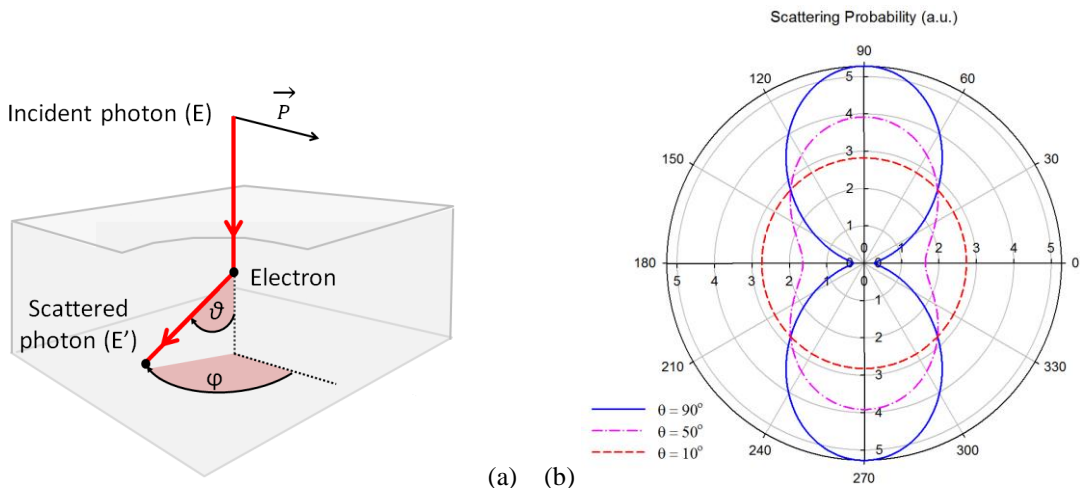 Incident photon (E)
P
Electron
Scattered
photon (E’)
ϑ
φ
(a) (b)
Scattering Probability (a.u.)
90
120 60
150 30
180 0
210 330
240 300
270
5
4
3
2
1
0
5 4 3 2 1 0 0 1 2 3 4 5
0
1
2
3
4
5
θ = 90°
θ = 50°
θ = 10°